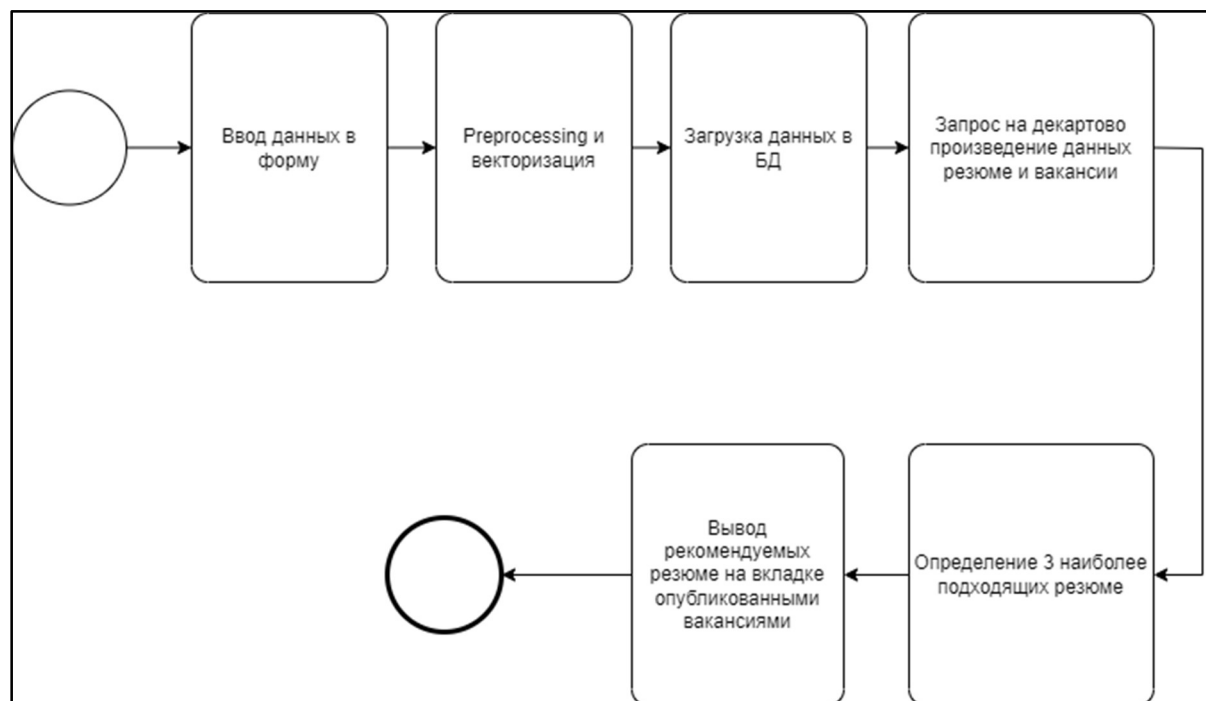 Ввод данных в
форму
Preprocessing и
векторизация
Загрузка данных в
БД
Запрос на декартово
произведение данных
резюме и вакансии
Вывод
рекомендуемых
резюме на вкладке
опубликованными
вакансиями
Определение 3 наиболее
подходящих резюме